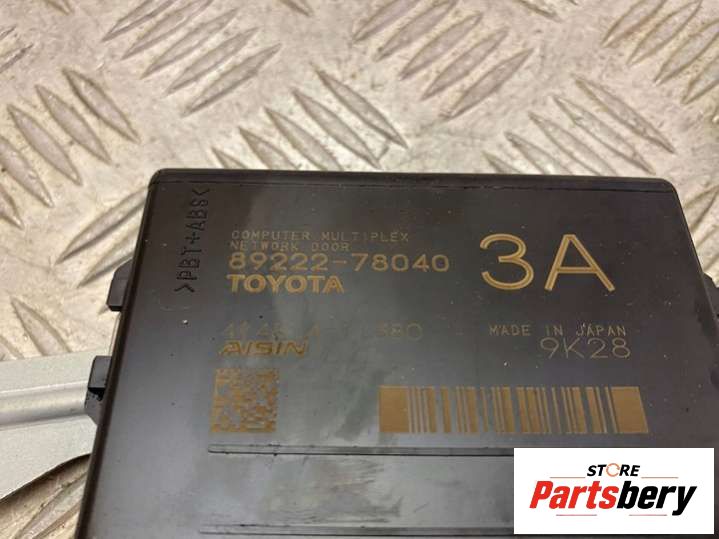 >PBT+ABS<
COMPUTER MULTIPLEX
NETWORK DOOR
89222-78040
TOYOTA
3A
MADE IN JAPAN
AISIN
9K28
STORE
Partsbery